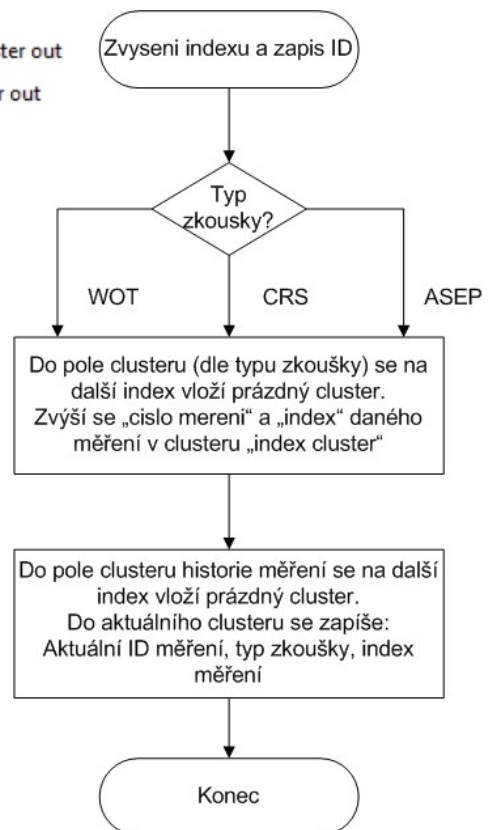 ter out
r out
Zvyseni indexu a zapis ID
Typ
zkousky?
WOT
CRS
ASEP
Do pole clusteru (dle typu zkoušky) se na
další index vloží prázdný cluster.
Zvýší se „cislo mereni“ a „index“ daného
měření v clusteru „index cluster“
Do pole clusteru historie měření se na další
index vloží prázdný cluster.
Do aktuálního clusteru se zapíše:
Aktuální ID měření, typ zkoušky, index
měření
Konec